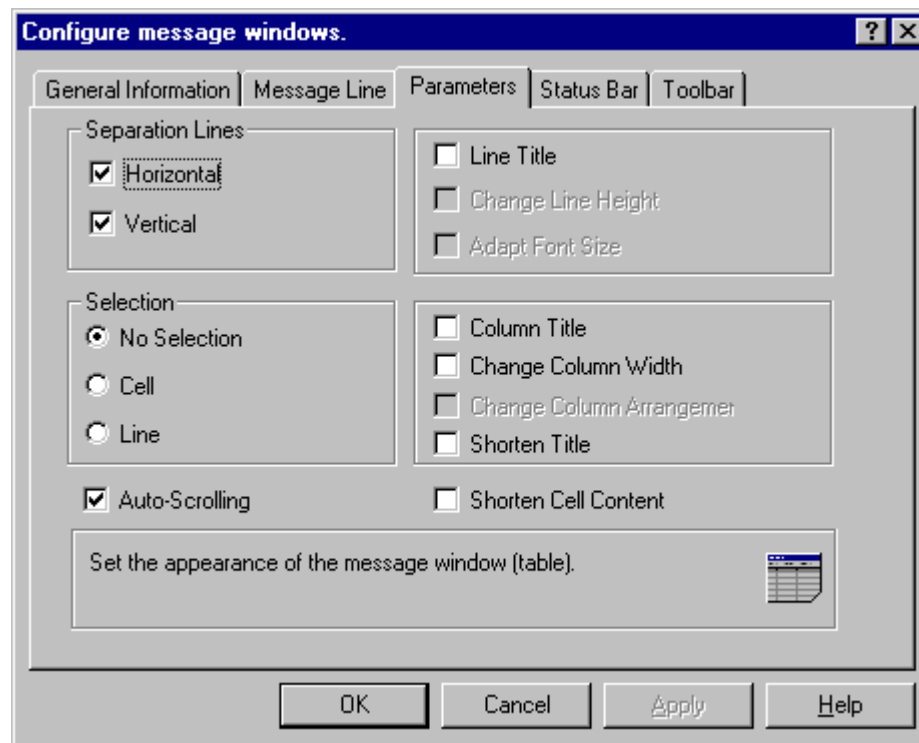 Configure message windows.
General Information Message Line Parameters Status Bar Toolbar
Separation Lines
Horizontal
Vertical
Line Title
Change Line Height
Adapt Font Size
Selection
No Selection
Cell
Line
Column Title
Change Column Width
Change Column Arrangemer
Shorten Title
Auto-Scrolling
Shorten Cell Content
Set the appearance of the message window (table).
OK Cancel Apply Help